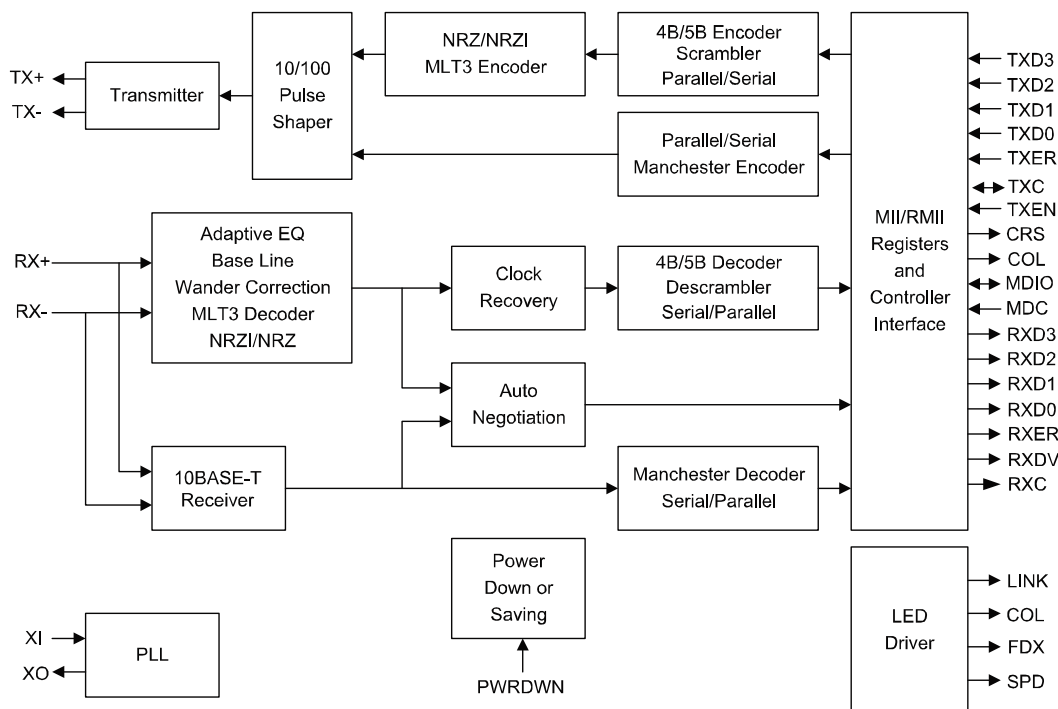 TX+
TX-
Transmitter
10/100
Pulse
Shaper
NRZ/NRZI
MLT3 Encoder
4B/5B Encoder
Scrambler
Parallel/Serial
Parallel/Serial
Manchester Encoder
RX+
RX-
Adaptive EQ
Base Line
Wander Correction
MLT3 Decoder
NRZI/NRZ
Clock
Recovery
4B/5B Decoder
Descrambler
Serial/Parallel
Auto
Negotiation
10BASE-T
Receiver
Manchester Decoder
Serial/Parallel
MII/RMII
Registers
and
Controller
Interface
TXD3
TXD2
TXD1
TXD0
TXER
TXC
TXEN
CRS
COL
MDIO
MDC
RXD3
RXD2
RXD1
RXD0
RXER
RXDV
RXC
XI
XO
PLL
Power
Down or
Saving
PWRDWN
LED
Driver
LINK
COL
FDX
SPD